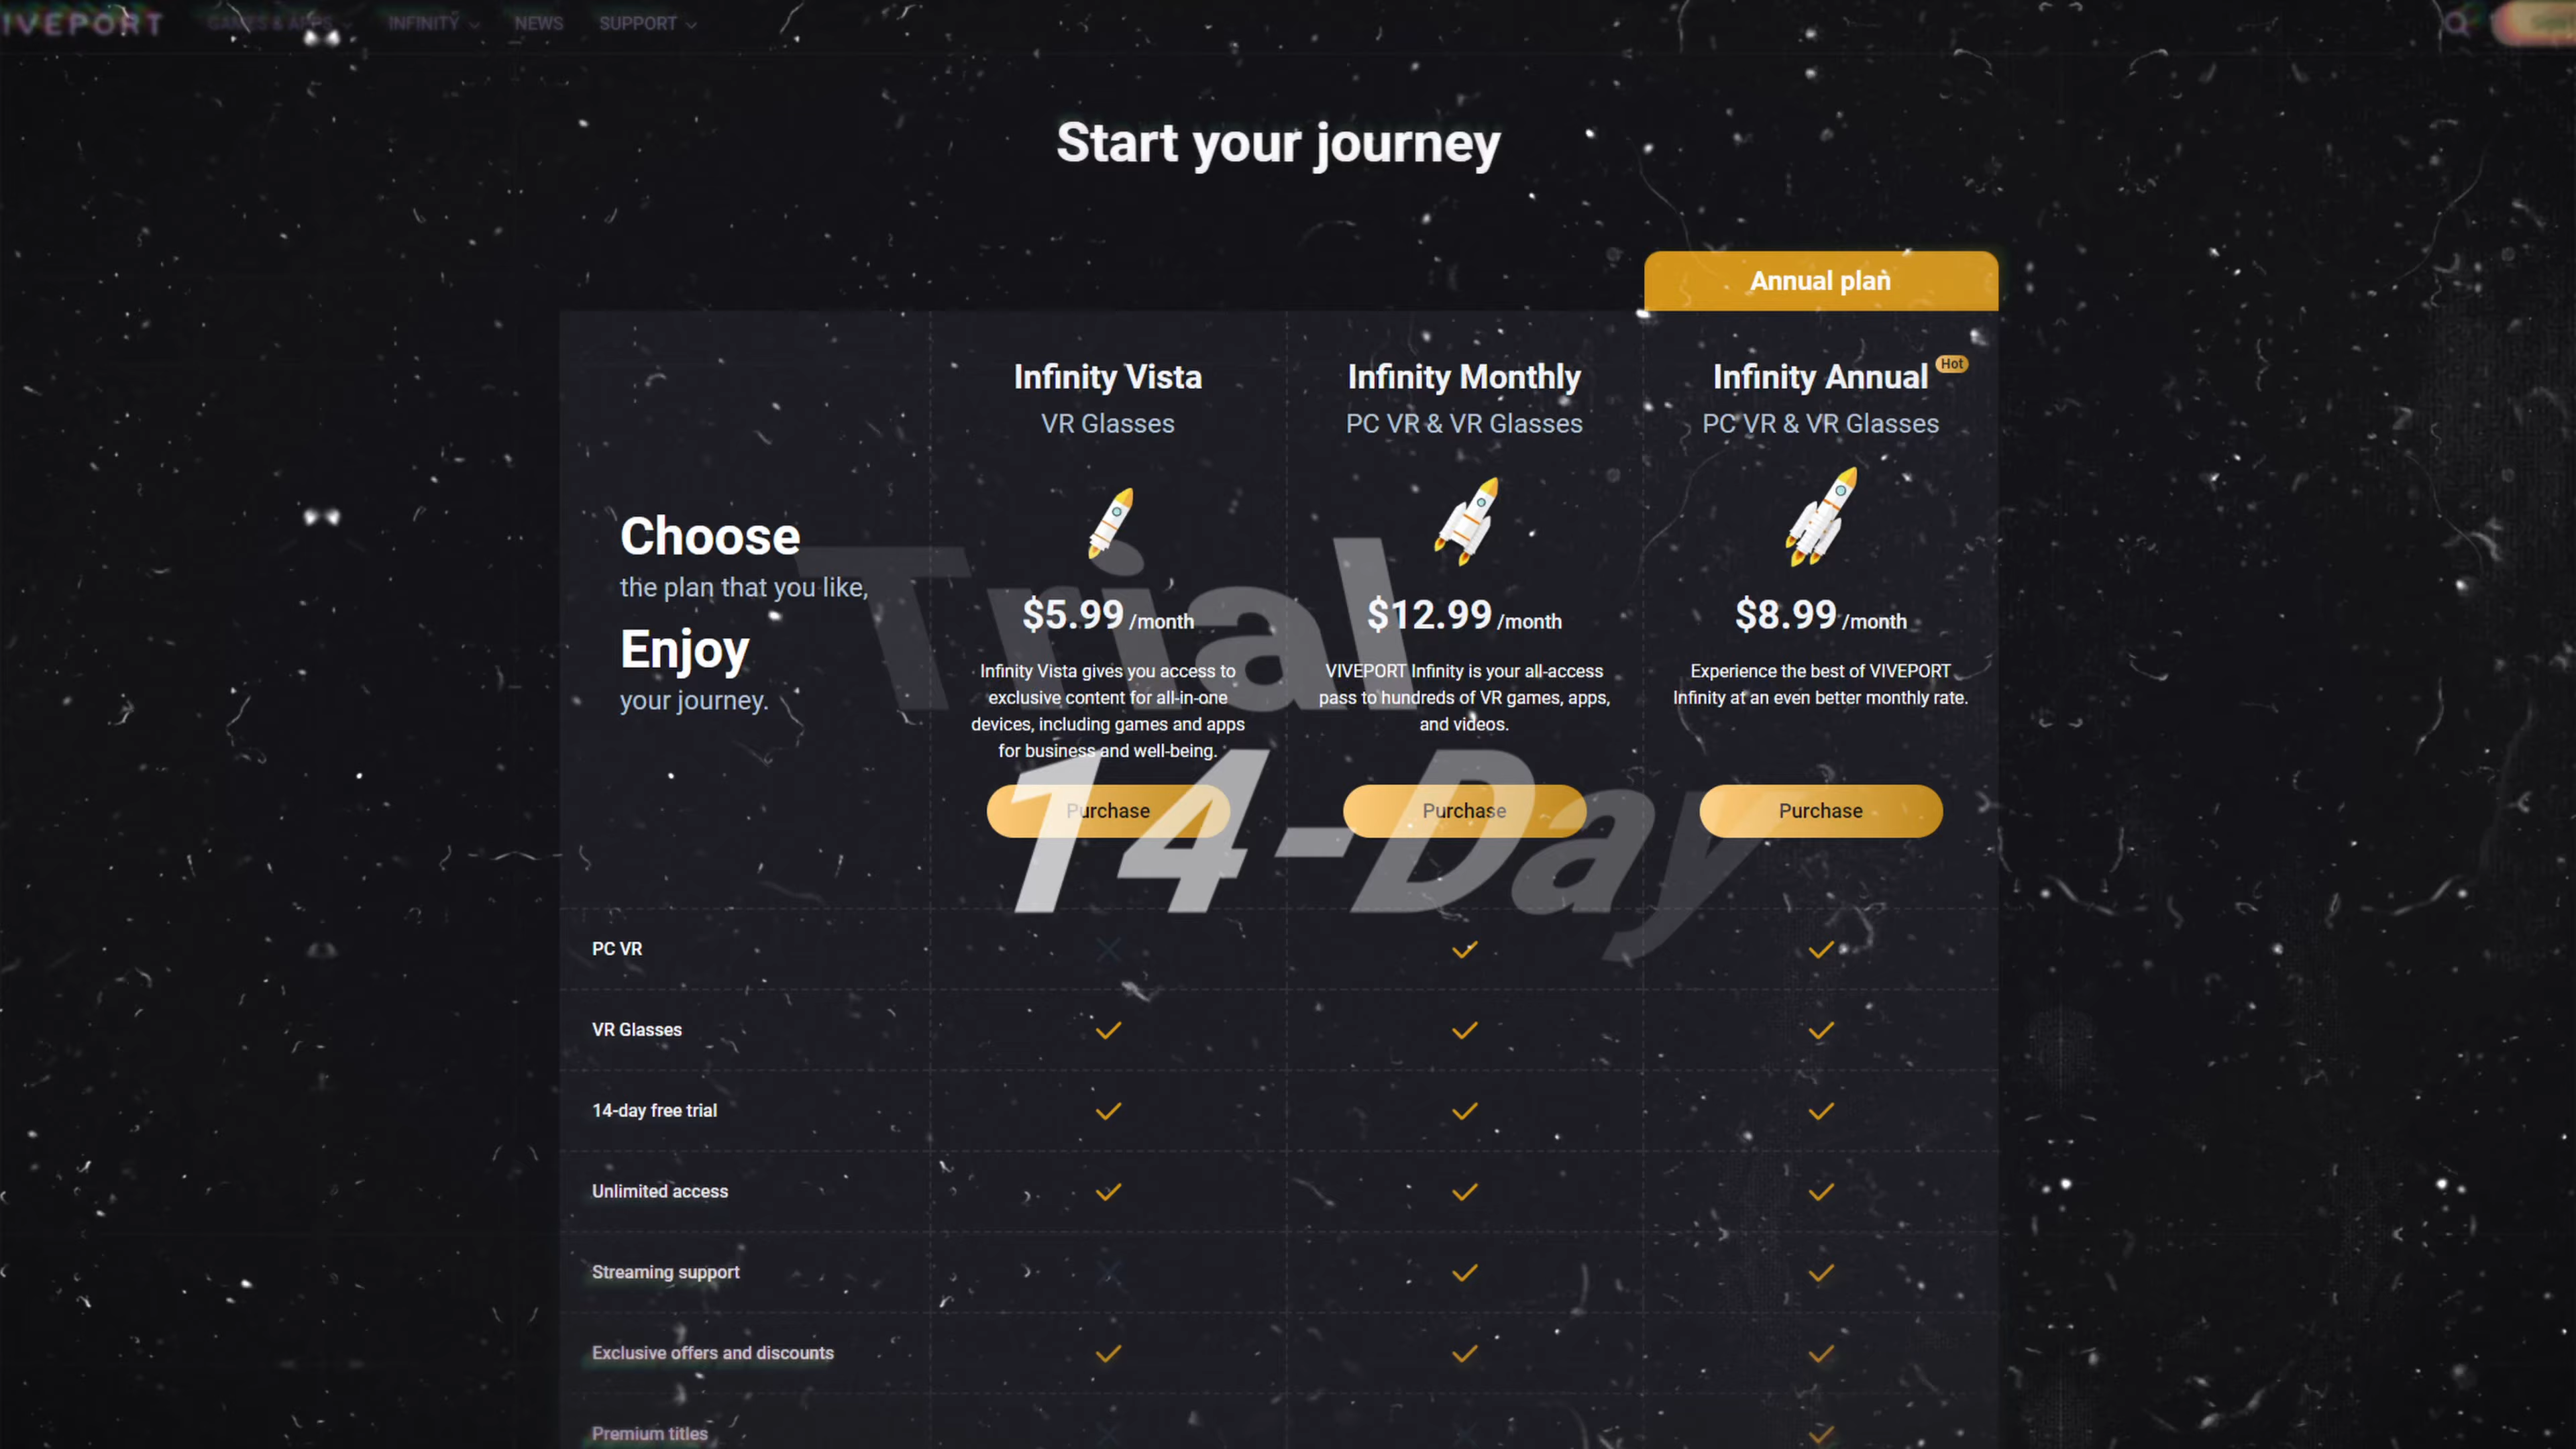 VIVEPORT
GAMES & APPS
INFINITY
NEWS
SUPPORT
Start your journey
Annual plan
Choose
the plan that you like,
Enjoy
your journey.
Infinity Vista
VR Glasses
$5.99 /month
Infinity Vista gives you access to
exclusive content for all-in-one
devices, including games and apps
for business and well-being.
Purchase
Infinity Monthly
PC VR & VR Glasses
$12.99 /month
VIVEPORT Infinity is your all-access
pass to hundreds of VR games, apps,
and videos.
Purchase
Infinity Annual Hot
PC VR & VR Glasses
$8.99 /month
Experience the best of VIVEPORT
Infinity at an even better monthly rate.
Purchase
Trial
14-Day
PC VR
VR Glasses
14-day free trial
Unlimited access
Streaming support
Exclusive offers and discounts
Premium titles